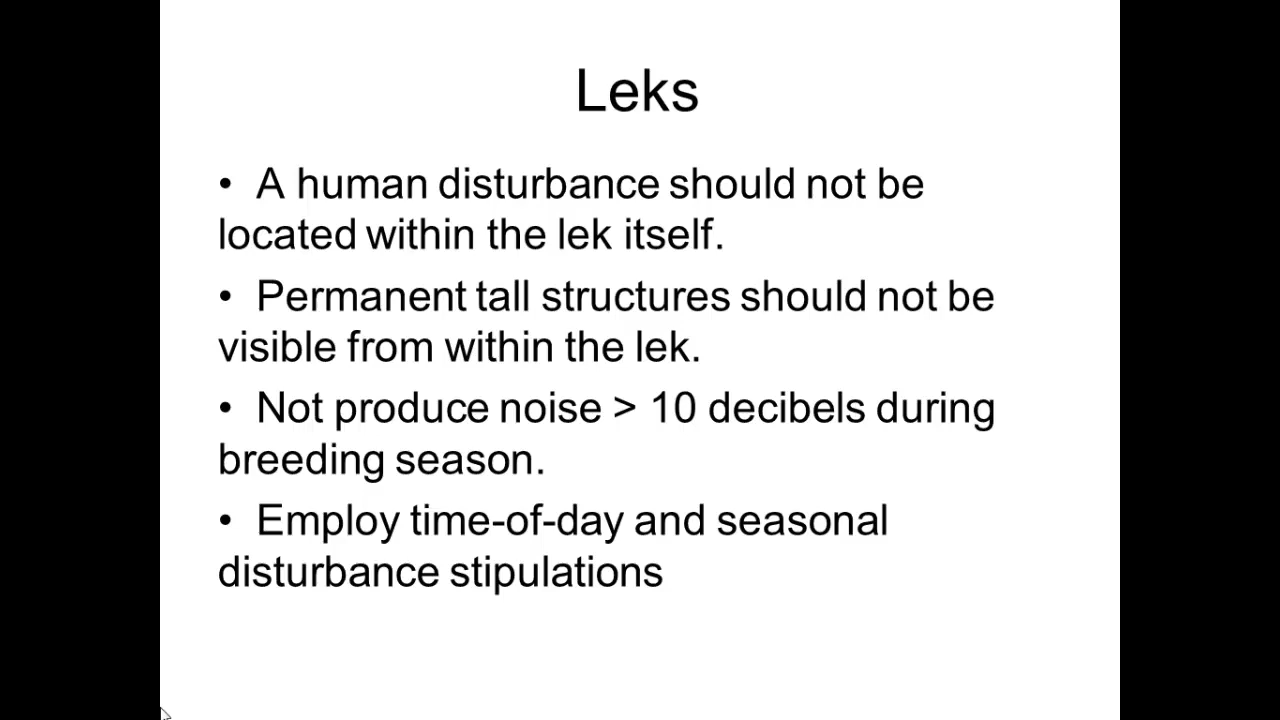 Leks
• A human disturbance should not be
located within the lek itself.
• Permanent tall structures should not be
visible from within the lek.
• Not produce noise > 10 decibels during
breeding season.
• Employ time-of-day and seasonal
disturbance stipulations